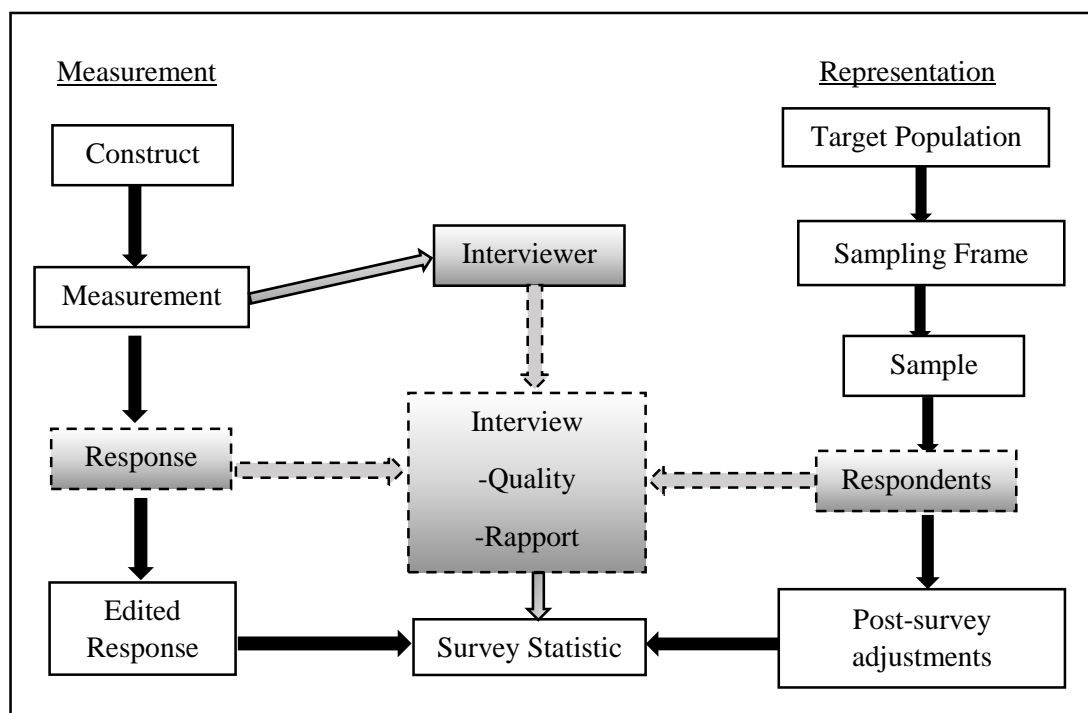 Measurement
Representation
Construct
Target Population
Interviewer
Sampling Frame
Measurement
Sample
Interview
-Quality
-Rapport
Response
Respondents
Edited
Response
Survey Statistic
Post-survey
adjustments